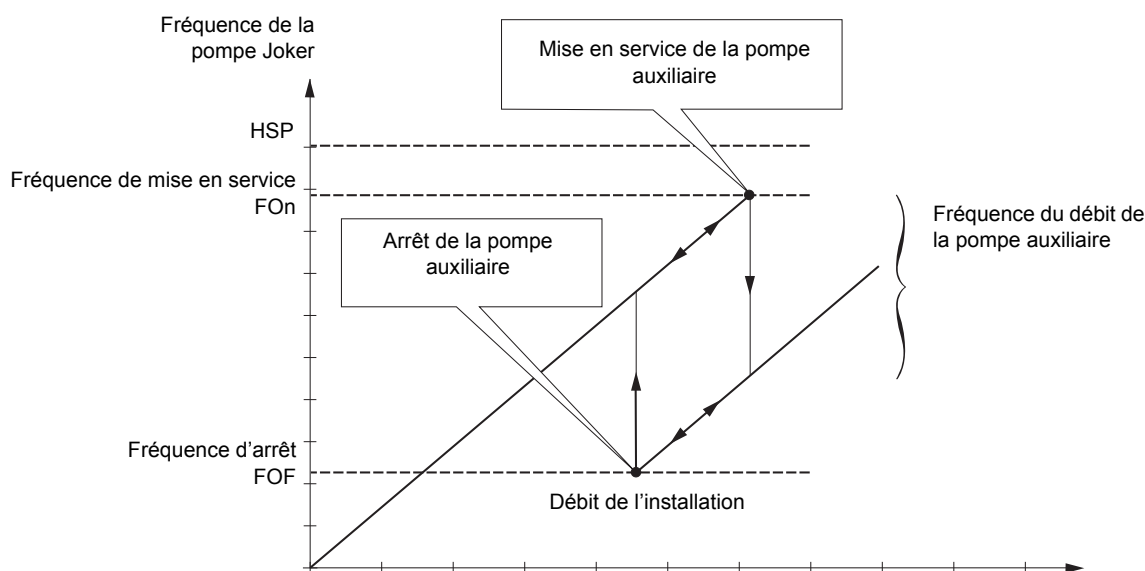 Fréquence de la
pompe Joker
Mise en service de la pompe
auxiliaire
HSP
Fréquence de mise en service
FOn
Arrêt de la pompe
auxiliaire
Fréquence du débit de
la pompe auxiliaire
Fréquence d'arrêt
FOF
Débit de l'installation